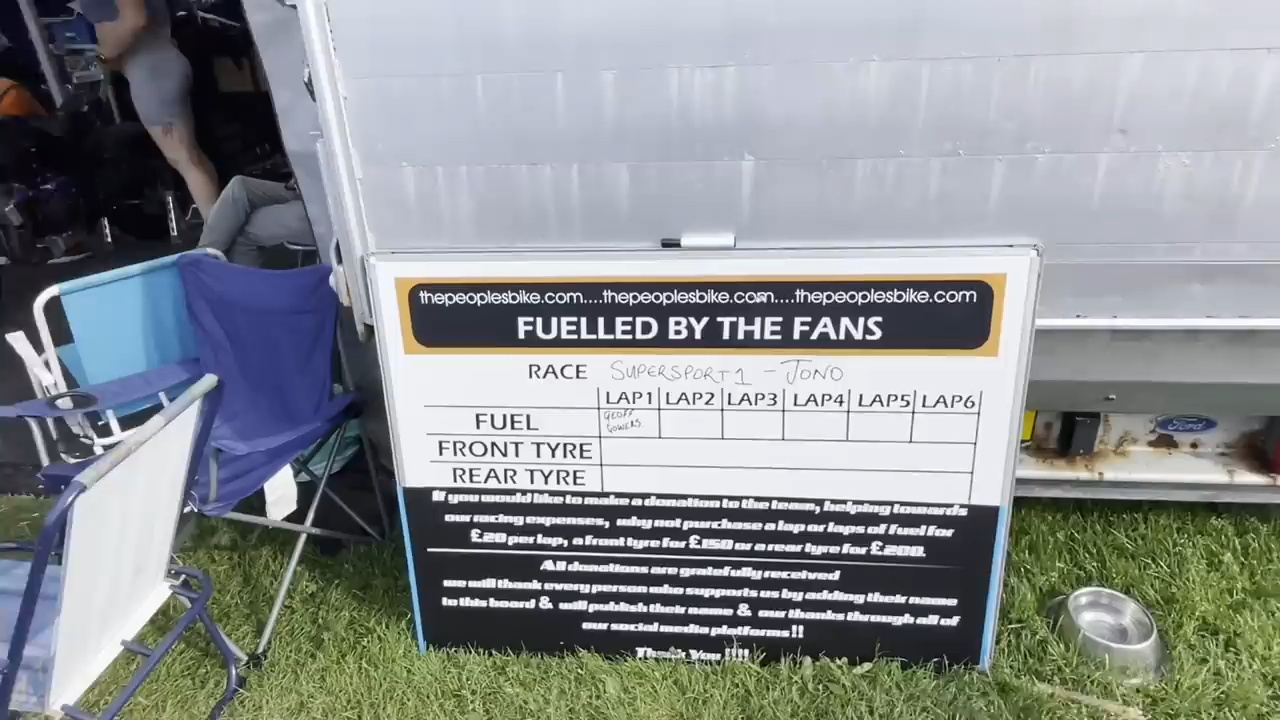 thepeoplesbike.com....thepeoplesbike.com....thepeoplesbike.com
FUELLED BY THE FANS
RACE SUPERSPORT 1 - JONO
LAP1 LAP2 LAP3 LAP4 LAP5 LAP6
FUEL GEOFF GOWERS
FRONT TYRE
REAR TYRE
If you would like to make a donation to the team, helping towards
our racing expenses, why not purchase a lap or laps of fuel for
£20 per lap, a front tyre for £150 or a rear tyre for £200.
All donations are gratefully received
we will thank every person who supports us by adding their name
to this board & will publish their name & our thanks through all of
our social media platforms!!
Thank You !!!!
Ford